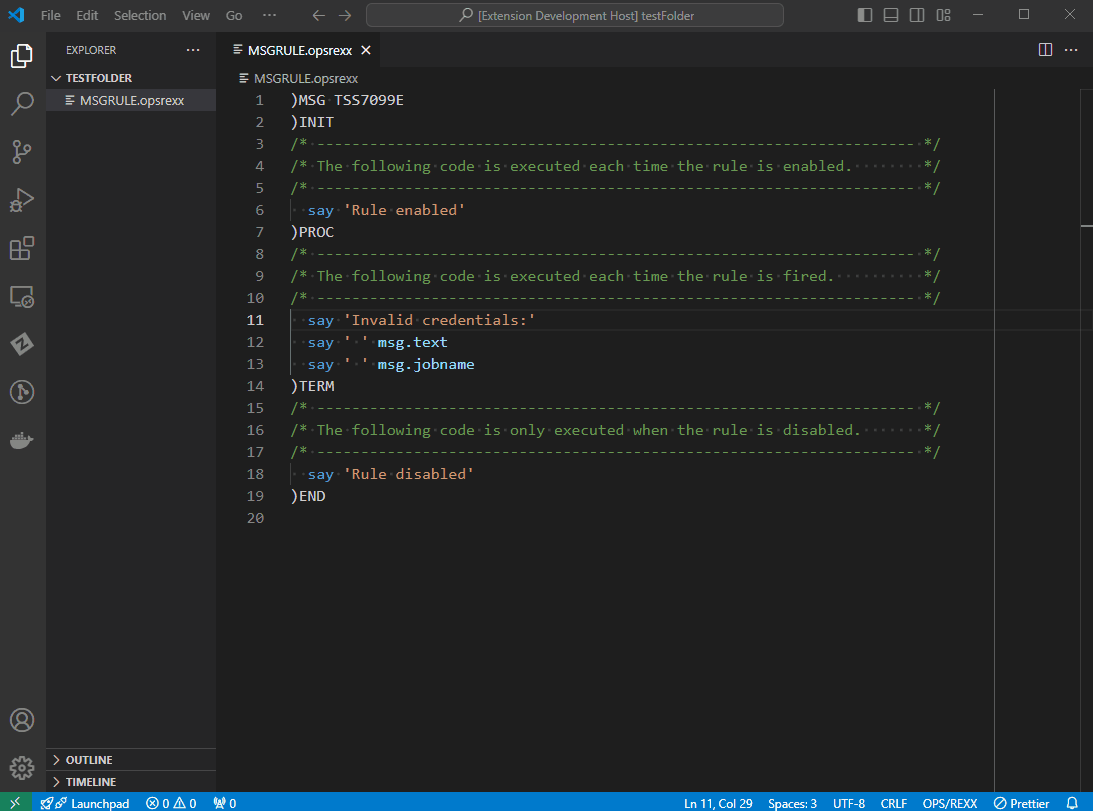 File Edit Selection View Go ··· [Extension Development Host] testFolder
EXPLORER ···
TESTFOLDER
MSGRULE.opsrexx
MSGRULE.opsrexx
MSGRULE.opsrexx
1 )MSG TSS7099E
2 )INIT
3 /* --------------------------------------------------------------------- */
4 /* The following code is executed each time the rule is enabled. */
5 /* --------------------------------------------------------------------- */
6 say 'Rule enabled'
7 )PROC
8 /* --------------------------------------------------------------------- */
9 /* The following code is executed each time the rule is fired. */
10 /* --------------------------------------------------------------------- */
11 say 'Invalid credentials:'
12 say ' ' msg.text
13 say ' ' msg.jobname
14 )TERM
15 /* --------------------------------------------------------------------- */
16 /* The following code is only executed when the rule is disabled. */
17 /* --------------------------------------------------------------------- */
18 say 'Rule disabled'
19 )END
20
OUTLINE
TIMELINE
Launchpad 0 0 0 Ln 11, Col 29 Spaces: 3 UTF-8 CRLF OPS/REXX Prettier